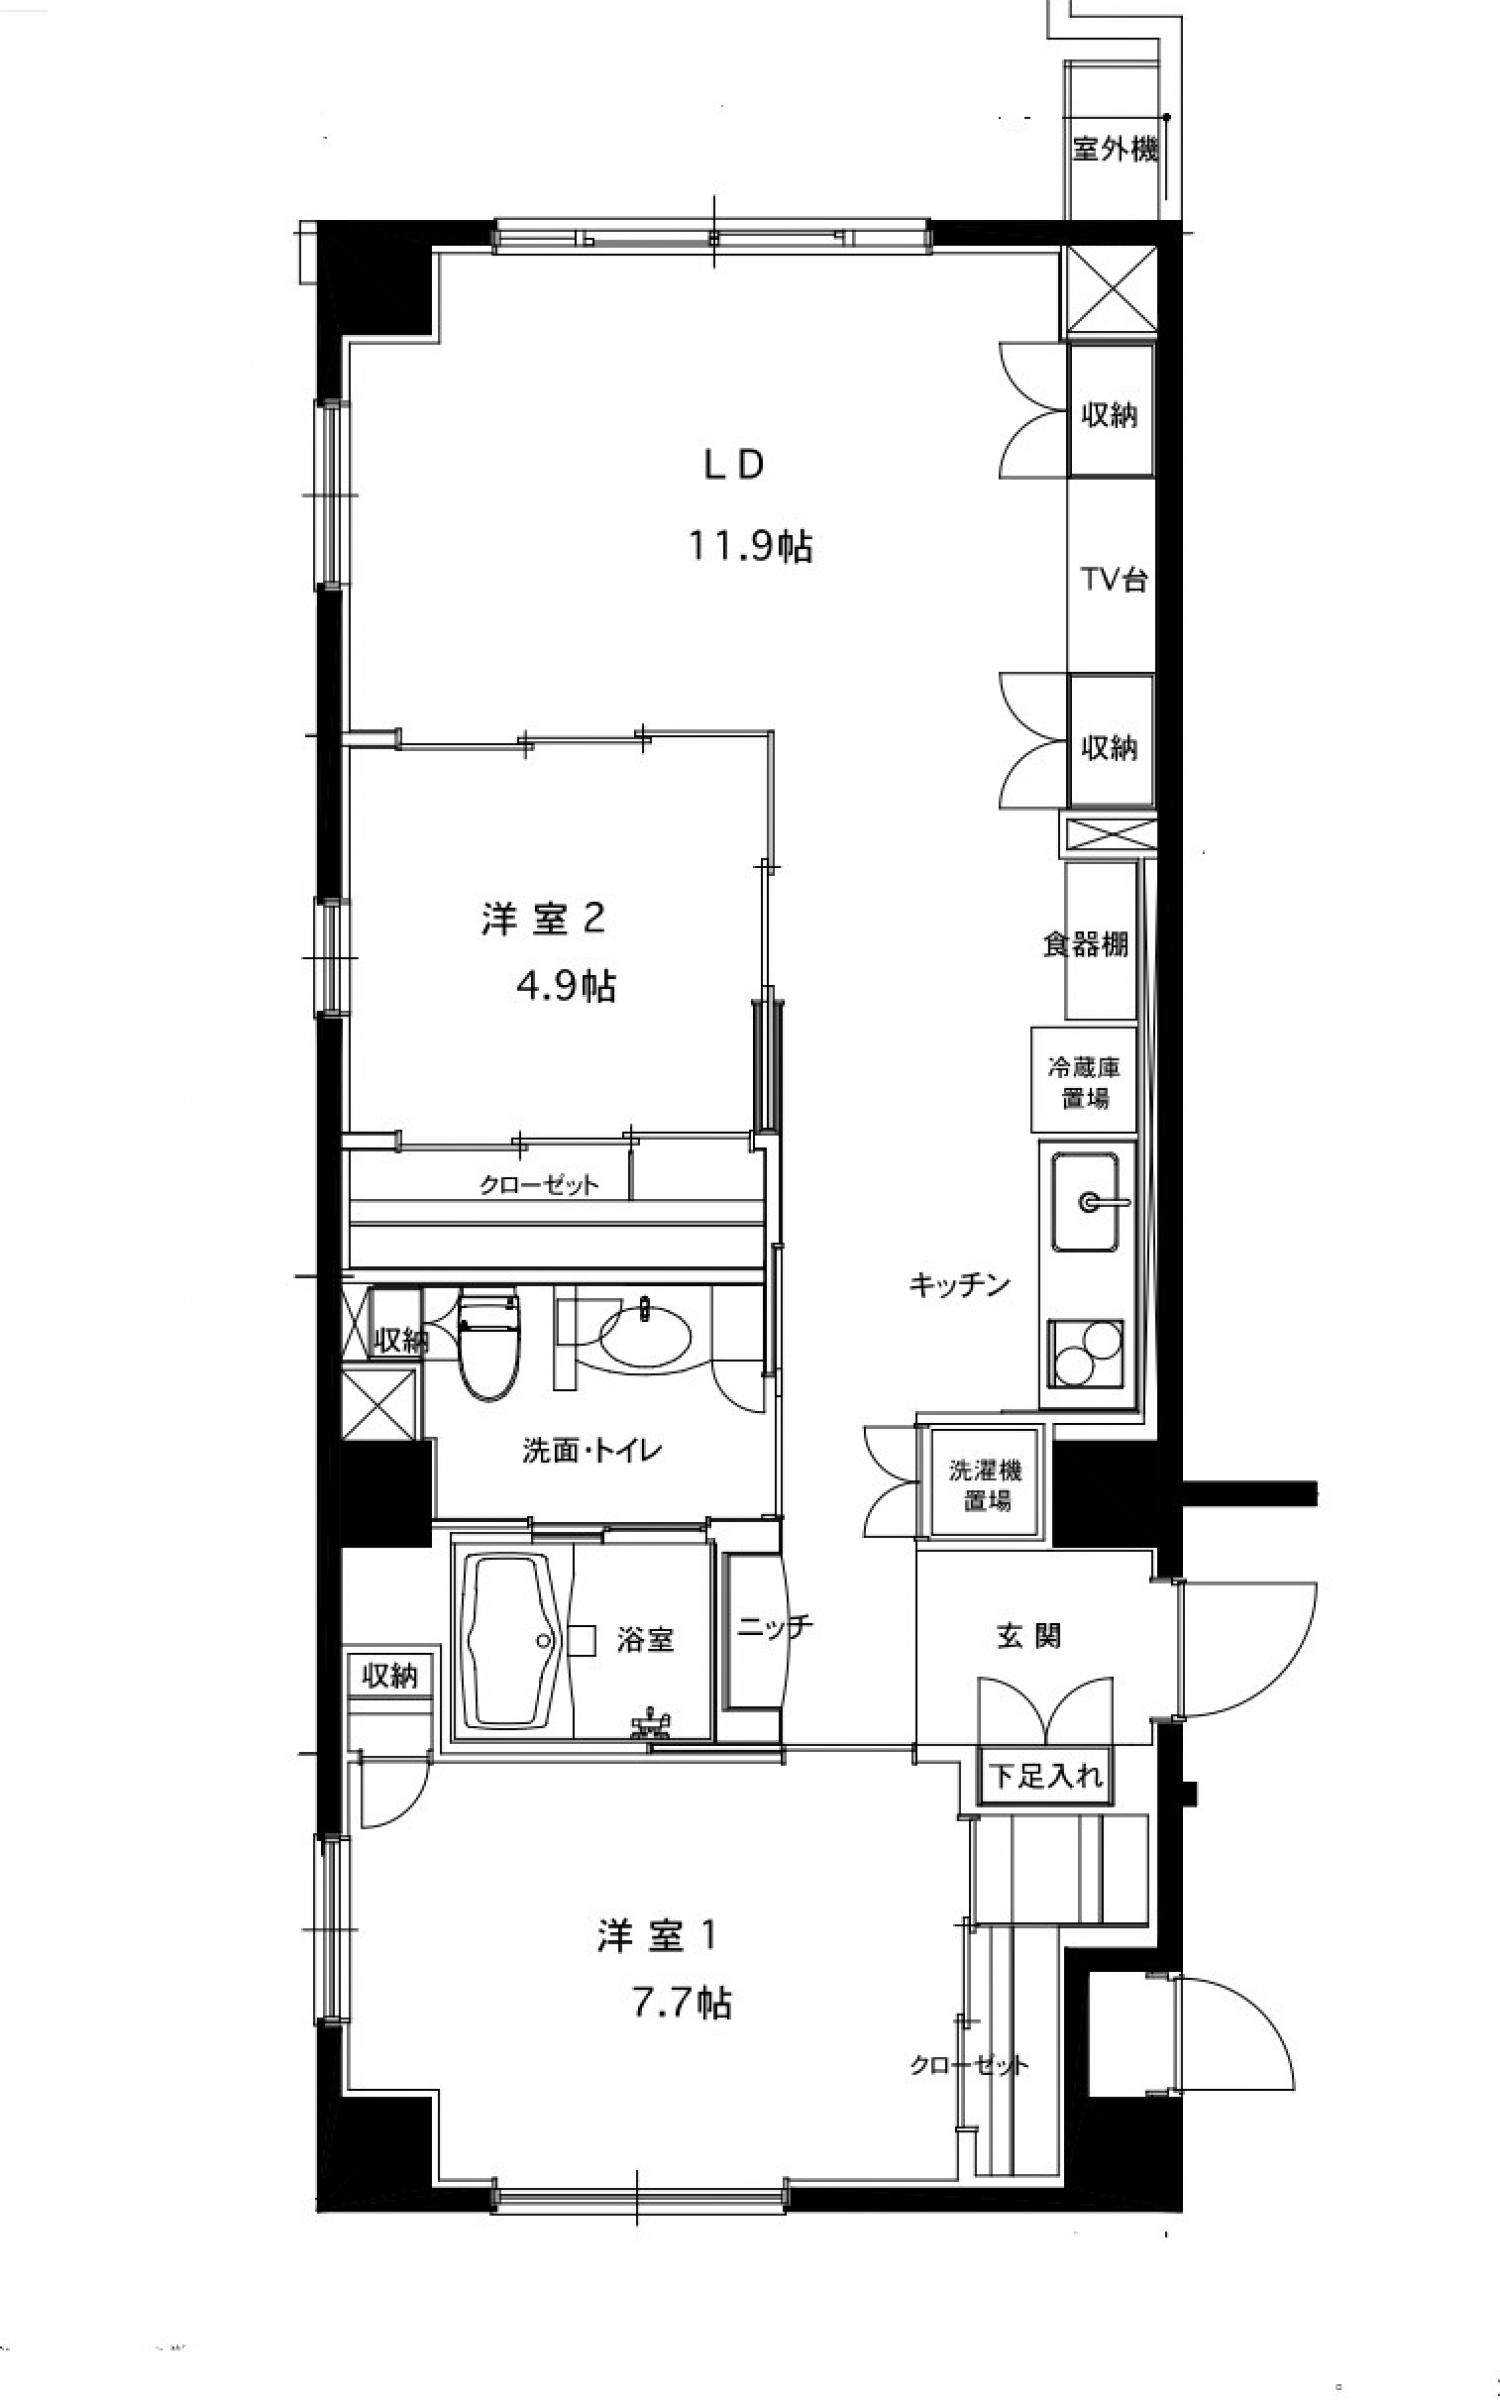 室外機
収納
LD
11.9帖
TV台
収納
洋室2
4.9帖
食器棚
冷蔵庫
置場
クローゼット
キッチン
収納
洗面・トイレ
洗濯機
置場
ニッチ
浴室
玄関
収納
下足入れ
洋室1
7.7帖
クローゼット